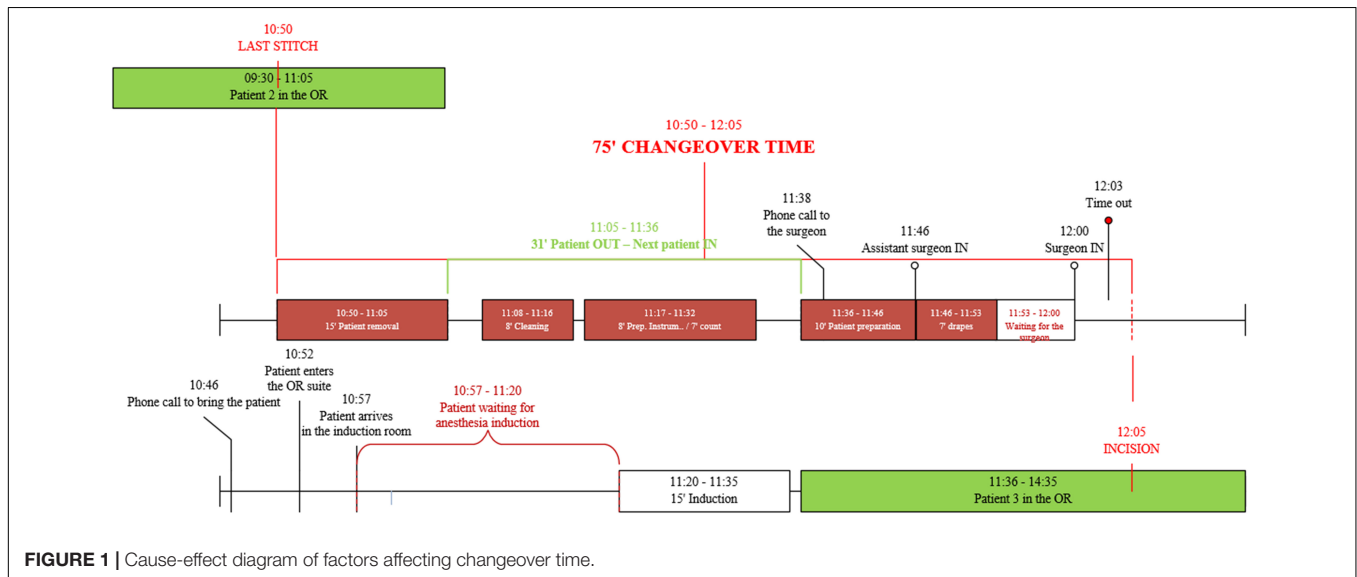 10:50
LAST STITCH
09:30 - 11:05
Patient 2 in the OR
10:50 - 12:05
75' CHANGEOVER TIME
11:05 - 11:36
31' Patient OUT – Next patient IN
11:38
Phone call to
the surgeon
11:46
Assistant surgeon IN
12:00
Surgeon IN
12:03
Time out
10:50 - 11:05
15' Patient removal
11:08 - 11:16
8' Cleaning
11:17 - 11:32
8' Prep. Instrum.. / 7' count
11:36 - 11:46
10' Patient preparation
11:46 - 11:53
7' drapes
11:53 - 12:00
Waiting for the
surgeon
10:46
Phone call to bring the patient
10:52
Patient enters
the OR suite
10:57
Patient arrives
in the induction room
10:57 - 11:20
Patient waiting for
anesthesia induction
11:20 - 11:35
15' Induction
12:05
INCISION
11:36 - 14:35
Patient 3 in the OR
FIGURE 1 | Cause-effect diagram of factors affecting changeover time.